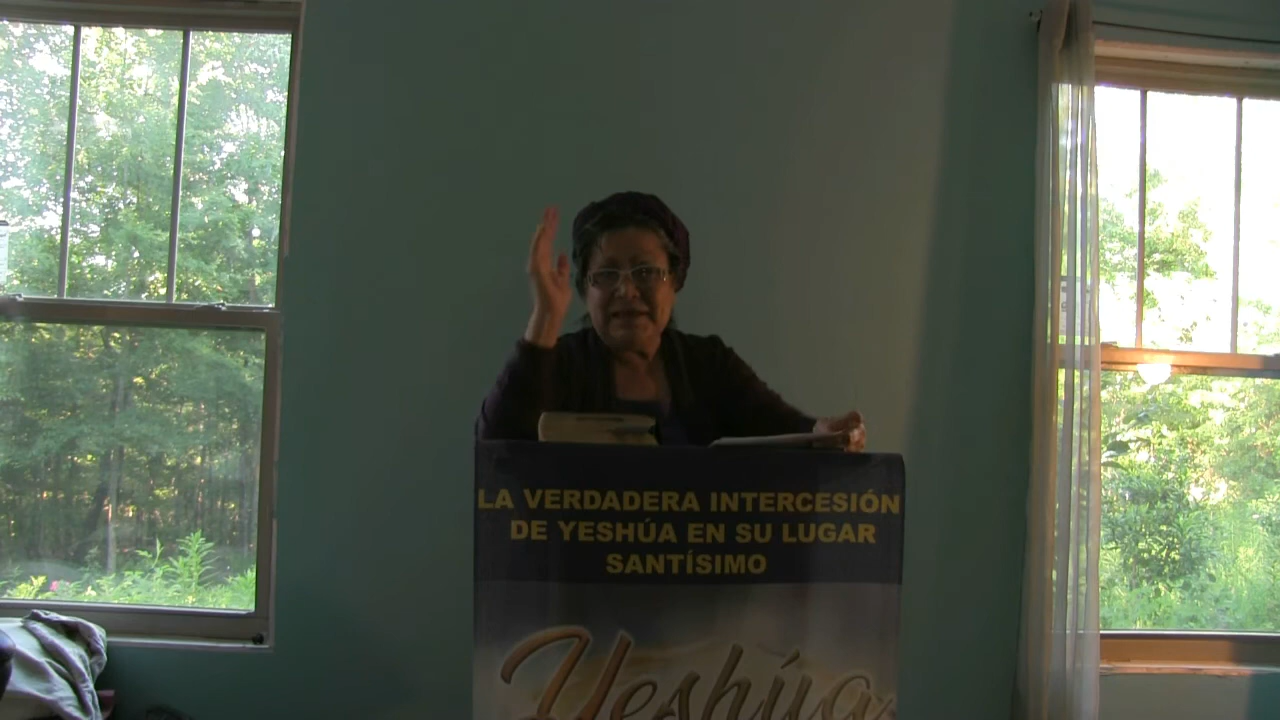 LA VERDADERA INTERCESIÓN
DE YESHÚA EN SU LUGAR
SANTÍSIMO
Yeshúa